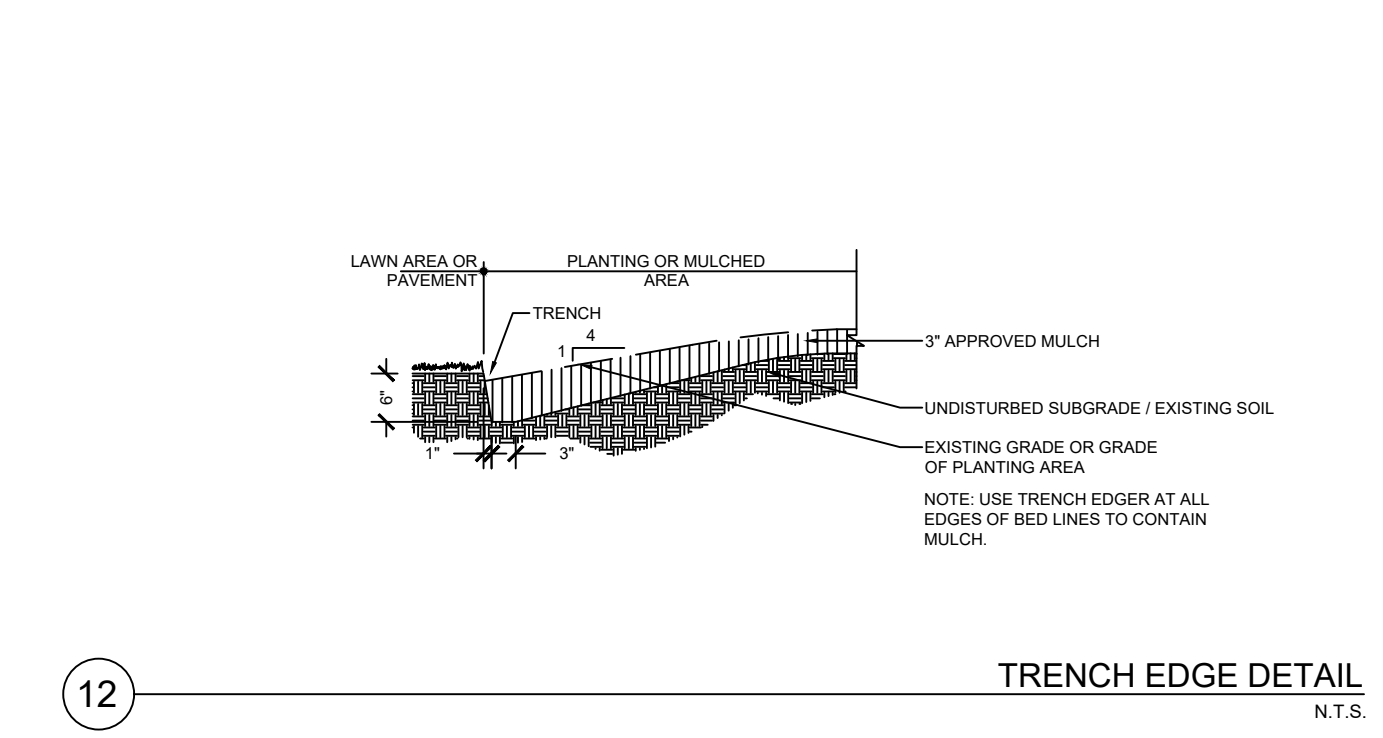 LAWN AREA OR
PAVEMENT
PLANTING OR MULCHED
AREA
TRENCH
4
1
3" APPROVED MULCH
6"
UNDISTURBED SUBGRADE / EXISTING SOIL
1"
3"
EXISTING GRADE OR GRADE
OF PLANTING AREA
NOTE: USE TRENCH EDGER AT ALL
EDGES OF BED LINES TO CONTAIN
MULCH.
12
TRENCH EDGE DETAIL
N.T.S.